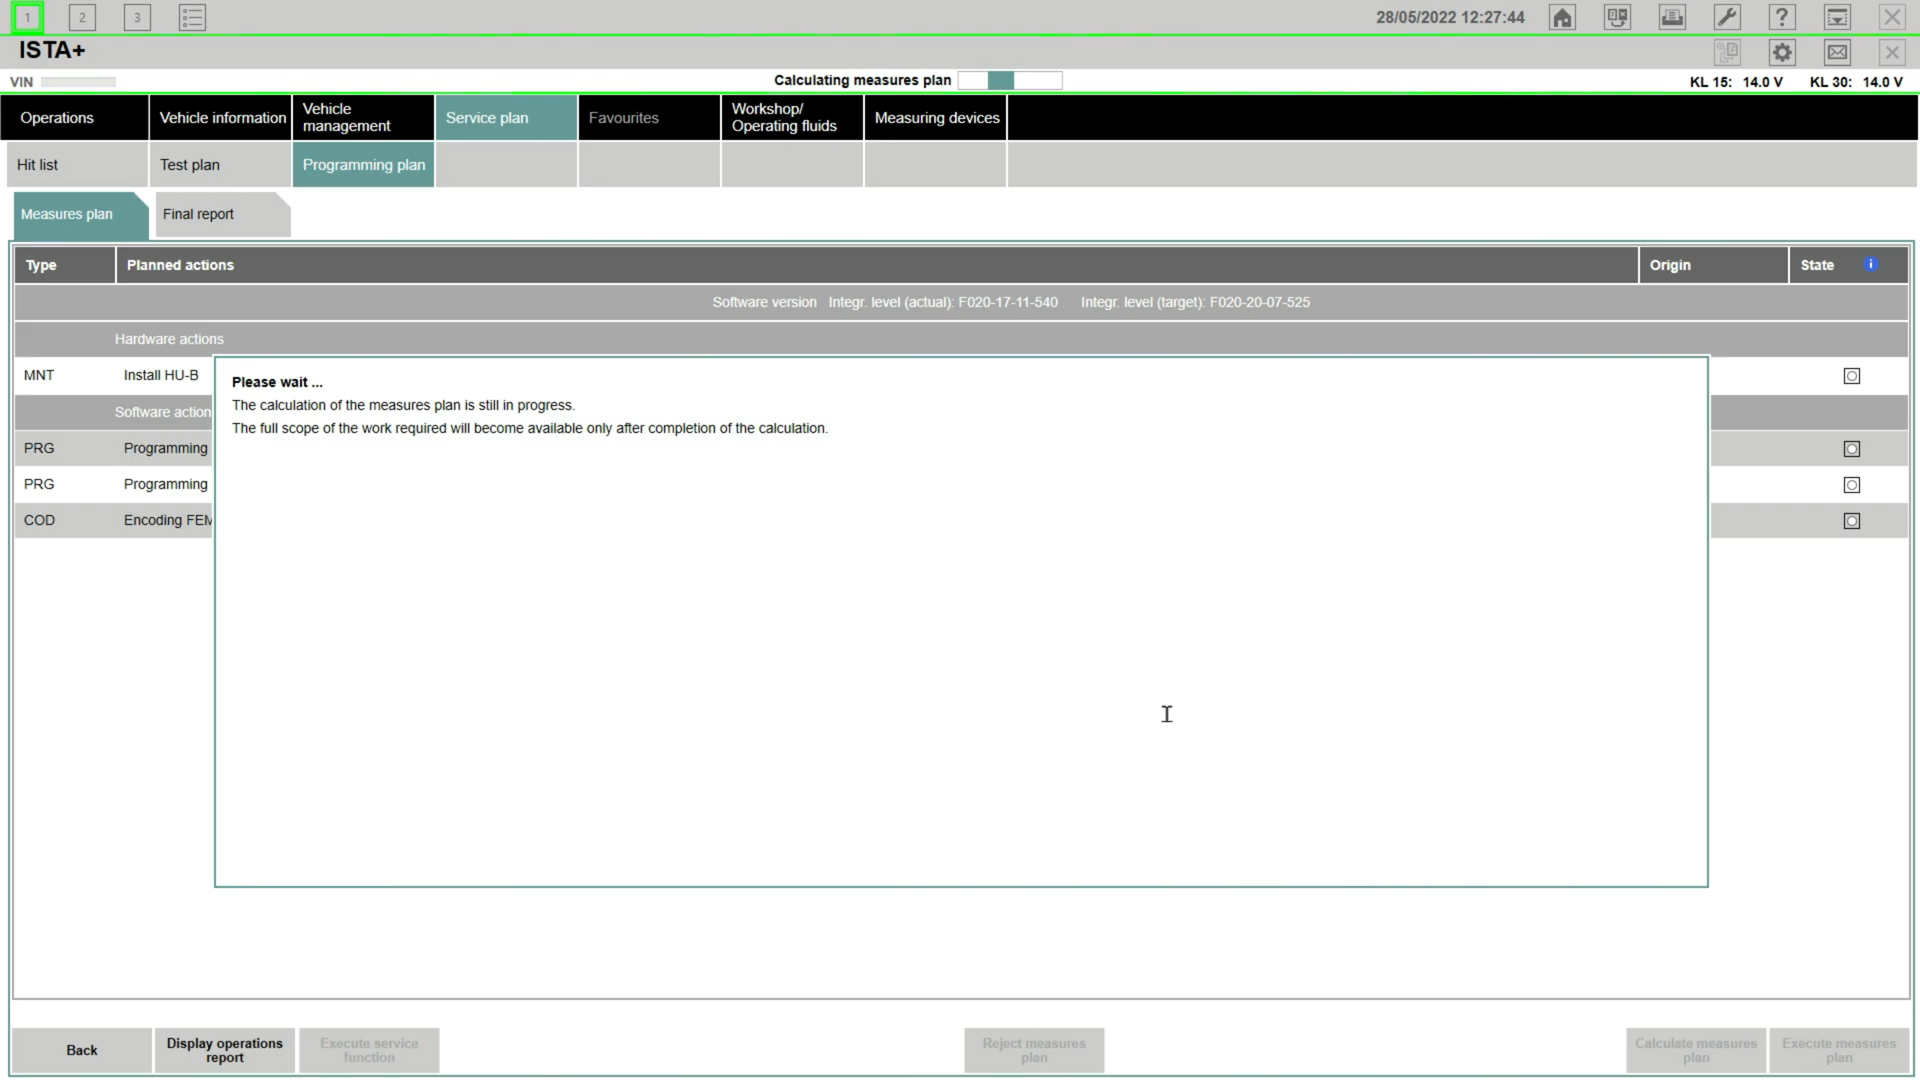 1 2 3 28/05/2022 12:27:44 ?
ISTA+
VIN Calculating measures plan KL 15: 14.0 V KL 30: 14.0 V
Operations Vehicle information Vehicle management Service plan Favourites Workshop/ Operating fluids Measuring devices
Hit list Test plan Programming plan
Measures plan Final report
Type Planned actions Origin State i
Software version Integr. level (actual): F020-17-11-540 Integr. level (target): F020-20-07-525
Hardware actions
MNT Install HU-B
Please wait ...
The calculation of the measures plan is still in progress.
The full scope of the work required will become available only after completion of the calculation.
Software action
PRG Programming
PRG Programming
COD Encoding FEM
Back Display operations report Execute service function Reject measures plan Calculate measures plan Execute measures plan